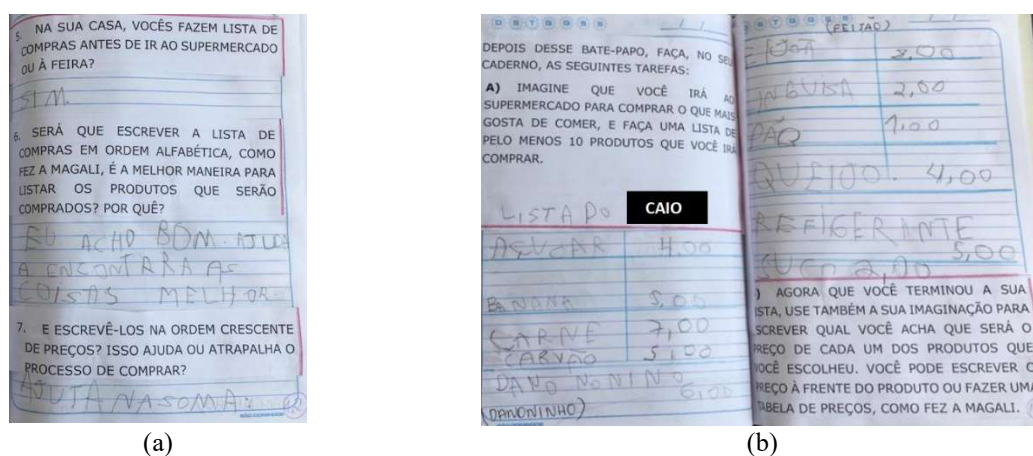 5. NA SUA CASA, VOCÊS FAZEM LISTA DE
COMPRAS ANTES DE IR AO SUPERMERCADO
OU À FEIRA?
SIM.
6. SERÁ QUE ESCREVER A LISTA DE
COMPRAS EM ORDEM ALFABÉTICA, COMO
FEZ A MAGALI, É A MELHOR MANEIRA PARA
LISTAR OS PRODUTOS QUE SERÃO
COMPRADOS? POR QUÊ?
EU ACHO BOM. AJUDA
A ENCONTRRA AS
COISAS MELHOR
7. E ESCREVÊ-LOS NA ORDEM CRESCENTE
DE PREÇOS? ISSO AJUDA OU ATRAPALHA O
PROCESSO DE COMPRAR?
AJUTA NA SOMA.
(a)
D S T Q Q S S
DEPOIS DESSE BATE-PAPO, FAÇA, NO SEU
CADERNO, AS SEGUINTES TAREFAS:
A) IMAGINE QUE VOCÊ IRÁ AO
SUPERMERCADO PARA COMPRAR O QUE MAIS
GOSTA DE COMER, E FAÇA UMA LISTA DE
PELO MENOS 10 PRODUTOS QUE VOCÊ IRÁ
COMPRAR.
LISTA DO CAIO
ASUCAR 4,00
BANANA 5,00
CARNE 7,00
CARVÃO 5,00
DANO NONINO
6,00
(DANONINHO)
(FEIJÃO)
2,00
2,00
PÃO 1,00
QUEIJO. 4,00
REFIGERANTE
5,00
SUCO 2,00
) AGORA QUE VOCÊ TERMINOU A SUA
ISTA, USE TAMBÉM A SUA IMAGINAÇÃO PARA
SCREVER QUAL VOCÊ ACHA QUE SERÁ O
REÇO DE CADA UM DOS PRODUTOS QUE
VOCÊ ESCOLHEU. VOCÊ PODE ESCREVER O
PREÇO À FRENTE DO PRODUTO OU FAZER UMA
TABELA DE PREÇOS, COMO FEZ A MAGALI.
(b)